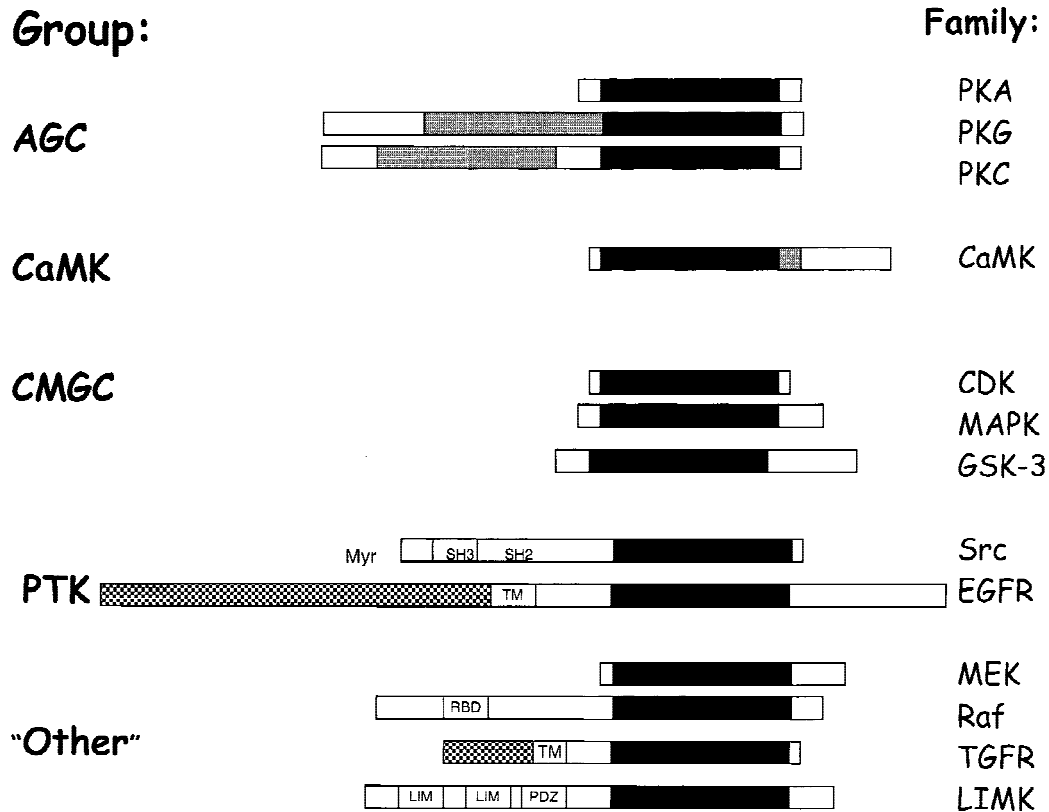 Group: Family:
PKA
AGC PKG
PKC
CaMK CaMK
CMGC CDK
MAPK
GSK-3
Myr SH3 SH2 Src
PTK TM EGFR
MEK
RBD Raf
"Other" TM TGFR
LIM LIM PDZ LIMK